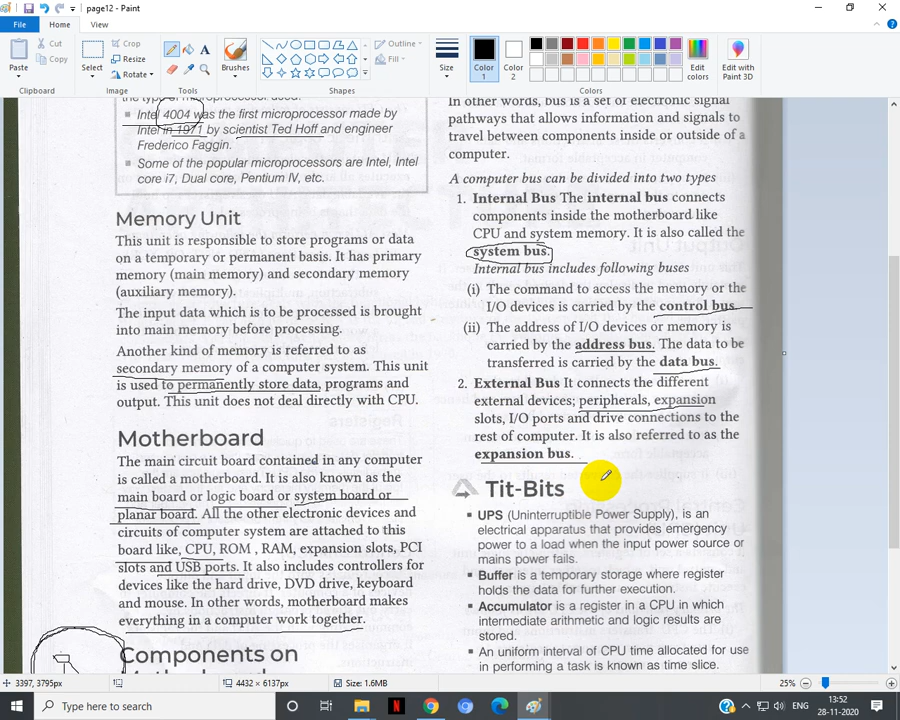 page12 - Paint
File
Home
View
Paste
Cut
Copy
Clipboard
Select
Crop
Resize
Rotate
Image
Tools
Brushes
Shapes
Outline
Fill
Size
Color 1
Color 2
Edit colors
Edit with Paint 3D
Colors
Intel 4004 was the first microprocessor made by
Intel in 1971 by scientist Ted Hoff and engineer
Frederico Faggin.
Some of the popular microprocessors are Intel, Intel
core i7, Dual core, Pentium IV, etc.
Memory Unit
This unit is responsible to store programs or data
on a temporary or permanent basis. It has primary
memory (main memory) and secondary memory
(auxiliary memory).
The input data which is to be processed is brought
into main memory before processing.
Another kind of memory is referred to as
secondary memory of a computer system. This unit
is used to permanently store data, programs and
output. This unit does not deal directly with CPU.
Motherboard
The main circuit board contained in any computer
is called a motherboard. It is also known as the
main board or logic board or system board or
planar board. All the other electronic devices and
circuits of computer system are attached to this
board like, CPU, ROM , RAM, expansion slots, PCI
slots and USB ports. It also includes controllers for
devices like the hard drive, DVD drive, keyboard
and mouse. In other words, motherboard makes
everything in a computer work together.
Components on
In other words, bus is a set of electronic signal
pathways that allows information and signals to
travel between components inside or outside of a
computer.
A computer bus can be divided into two types
1. Internal Bus The internal bus connects
components inside the motherboard like
CPU and system memory. It is also called the
system bus.
Internal bus includes following buses
(i) The command to access the memory or the
I/O devices is carried by the control bus.
(ii) The address of I/O devices or memory is
carried by the address bus. The data to be
transferred is carried by the data bus.
2. External Bus It connects the different
external devices; peripherals, expansion
slots, I/O ports and drive connections to the
rest of computer. It is also referred to as the
expansion bus.
Tit-Bits
UPS (Uninterruptible Power Supply), is an
electrical apparatus that provides emergency
power to a load when the input power source or
mains power fails.
Buffer is a temporary storage where register
holds the data for further execution.
Accumulator is a register in a CPU in which
intermediate arithmetic and logic results are
stored.
An uniform interval of CPU time allocated for use
in performing a task is known as time slice.
3397, 3795px
4432 × 6137px
Size: 1.6MB
25%
Type here to search
13:52
28-11-2020